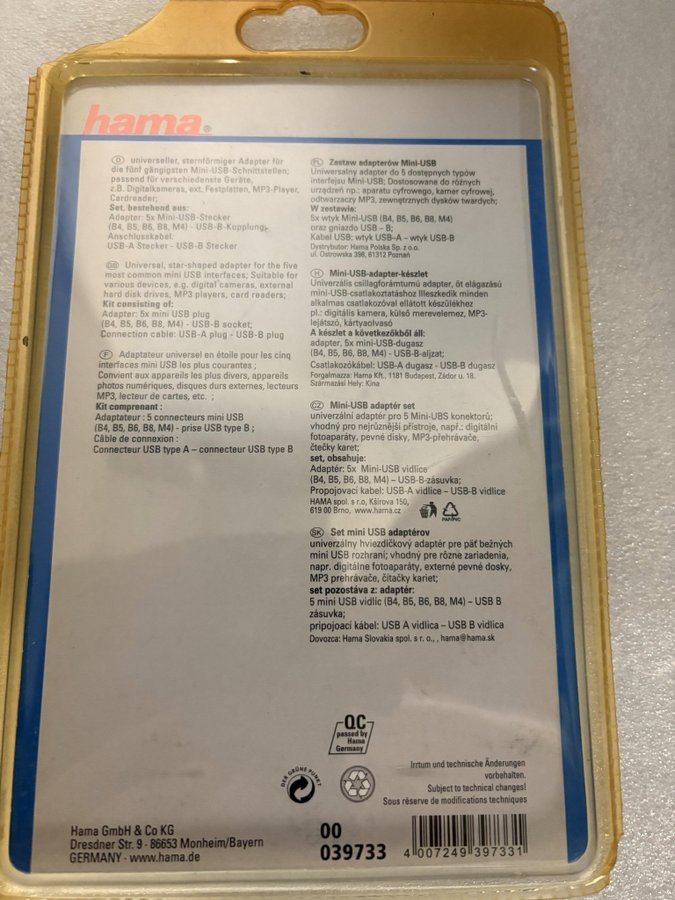 hama®
D universeller, sternförmiger Adapter für
die fünf gängigsten Mini-USB-Schnittstellen;
passend für verschiedenste Geräte,
z.B. Digitalkameras, ext. Festplatten, MP3-Player,
Cardreader;
Set, bestehend aus:
Adapter: 5x Mini-USB-Stecker
(B4, B5, B6, B8, M4) - USB-B-Kupplung;
Anschlusskabel:
USB-A Stecker - USB-B Stecker
GB Universal, star-shaped adapter for the five
most common mini USB interfaces; Suitable for
various devices, e.g. digital cameras, external
hard disk drives, MP3 players, card readers;
Kit consisting of:
Adapter: 5x mini USB plug
(B4, B5, B6, B8, M4) - USB-B socket;
Connection cable: USB-A plug - USB-B plug
F Adaptateur universel en étoile pour les cinq
interfaces mini USB les plus courantes ;
Convient aux appareils les plus divers, appareils
photos numériques, disques durs externes, lecteurs
MP3, lecteur de cartes, etc. ;
Kit comprenant :
Adaptateur : 5 connecteurs mini USB
(B4, B5, B6, B8, M4) - prise USB type B ;
Câble de connexion :
Connecteur USB type A – connecteur USB type B
PL Zestaw adapterów Mini-USB
Uniwersalny adapter do 5 dostępnych typów
interfejsu Mini-USB; Dostosowane do różnych
urządzeń np.: aparatu cyfrowego, kamer cyfrowej,
odtwarzaczy MP3, zewnętrznych dysków twardych;
W zestawie:
5x wtyk Mini-USB (B4, B5, B6, B8, M4)
oraz gniazdo USB – B;
Kabel USB: wtyk USB-A – wtyk USB-B
Dystrybutor: Hama Polska Sp. z o.o.
ul. Ostrowska 398, 61312 Poznań
H Mini-USB-adapter-készlet
Univerzális csillagforámtumú adapter, öt elágazású
mini-USB-csatlakoztatáshoz Illeszkedik minden
alkalmas csatlakozóval ellátott készülékhez
pl.: digitális kamera, külső merevelemez, MP3-
lejátszó, kártyaolvasó
A készlet a következőkből áll:
adapter, 5x mini-USB-dugasz
(B4, B5, B6, B8, M4) - USB-B-aljzat;
Csatlakozókábel: USB-A dugasz - USB-B dugasz
Forgalmazza: Hama Kft., 1181 Budapest, Zádor u. 18.
Származási Hely: Kina
CZ Mini-USB adaptér set
univerzální adaptér pro 5 Mini-UBS konektorů;
vhodný pro nejrůznější přístroje, např.: digitální
fotoaparáty, pevné disky, MP3-přehrávače,
čtečky karet;
set, obsahuje:
Adaptér: 5x Mini-USB vidlice
(B4, B5, B6, B8, M4) – USB-B-zásuvka;
Propojovací kabel: USB-A vidlice – USB-B vidlice
HAMA spol. s r.o, Kšírova 150,
619 00 Brno, www.hama.cz
PAP/PVC
SK Set mini USB adaptérov
univerzálny hviezdičkový adaptér pre päť bežných
mini USB rozhraní; vhodný pre rôzne zariadenia,
napr. digitálne fotoaparáty, externé pevné dosky,
MP3 prehrávače, čítačky kariet;
set pozostáva z: adaptér:
5 mini USB vidlíc (B4, B5, B6, B8, M4) – USB B
zásuvka;
pripojoací kábel: USB A vidlica – USB B vidlica
Dovozca: Hama Slovakia spol. s r. o., , hama@hama.sk
QC
passed by
Hama
Germany
DER GRÜNE PUNKT
Irrtum und technische Änderungen
vorbehalten.
Subject to technical changes!
Sous réserve de modifications techniques
Hama GmbH & Co KG
Dresdner Str. 9 - 86653 Monheim/Bayern
GERMANY - www.hama.de
00
039733
4 007249 397331